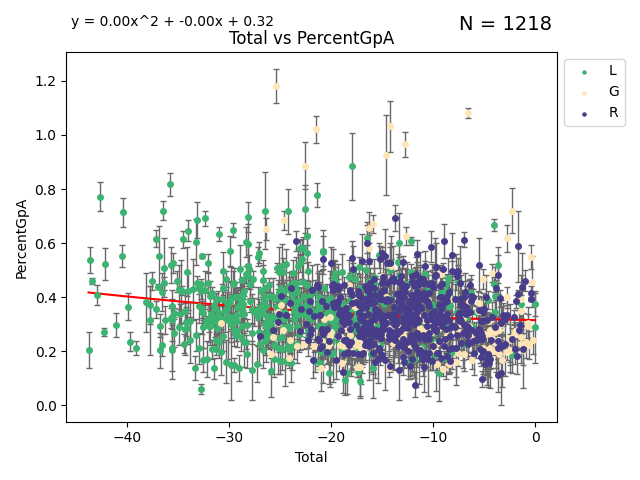 y = 0.00x^2 + -0.00x + 0.32
N = 1218
Total vs PercentGpA
L
G
R
PercentGpA
1.2
1.0
0.8
0.6
0.4
0.2
0.0
−40
−30
−20
−10
0
Total